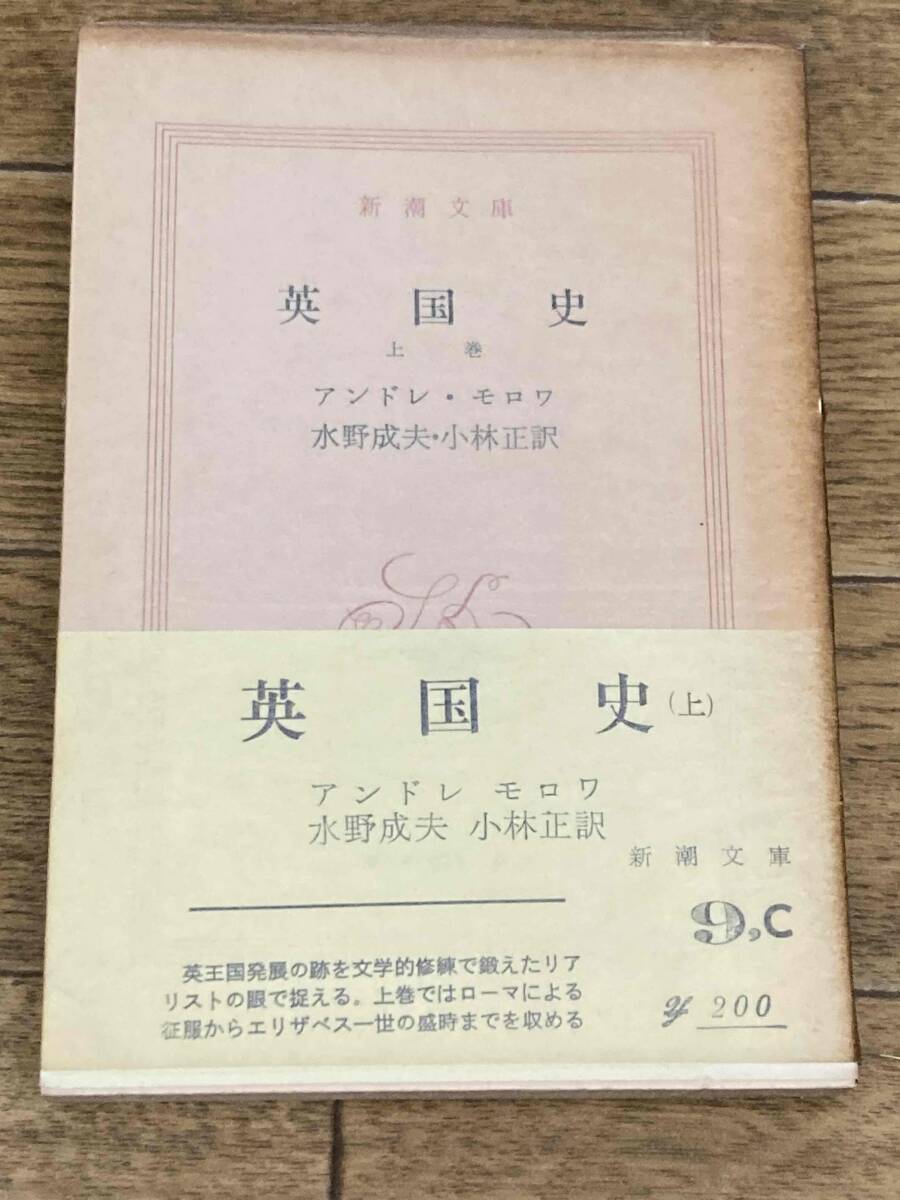 新潮文庫
英国史
上巻
アンドレ・モロワ
水野成夫・小林正訳
英国史(上)
アンドレ モロワ
水野成夫 小林正訳
新潮文庫
9,C
英王国発展の跡を文学的修練で鍛えたリア
リストの眼で捉える。上巻ではローマによる
征服からエリザベス一世の盛時までを収める
¥ 200